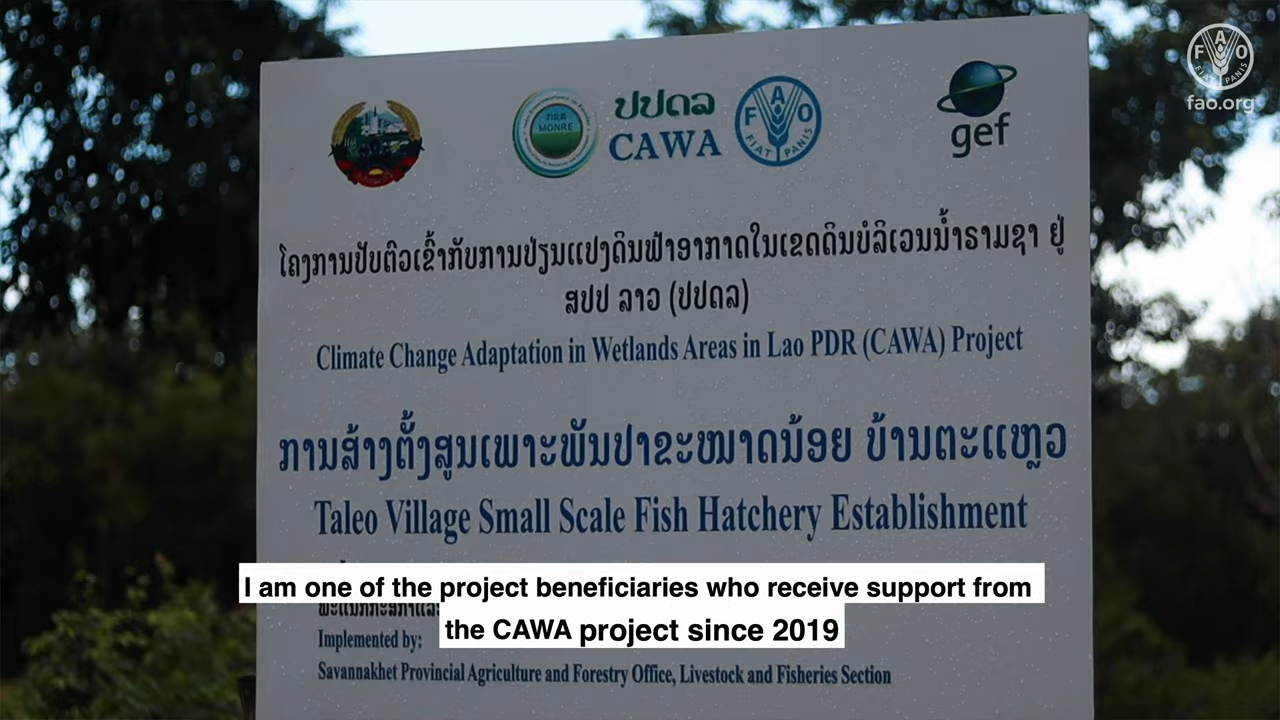 FAO
FIAT PANIS
fao.org
MONRE
ປປດລ
CAWA
FAO
FIAT PANIS
gef
ໂຄງການປັບຕົວເຂົ້າກັບການປ່ຽນແປງດິນຟ້າອາກາດໃນເຂດດິນບໍລິເວນນ້ຳຣາມຊາ ຢູ່
ສປປ ລາວ (ປປດລ)
Climate Change Adaptation in Wetlands Areas in Lao PDR (CAWA) Project
ການສ້າງຕັ້ງສູນເພາະພັນປາຂະໜາດນ້ອຍ ບ້ານຕະແຫຼວ
Taleo Village Small Scale Fish Hatchery Establishment
I am one of the project beneficiaries who receive support from
the CAWA project since 2019
Implemented by:
Savannakhet Provincial Agriculture and Forestry Office, Livestock and Fisheries Section